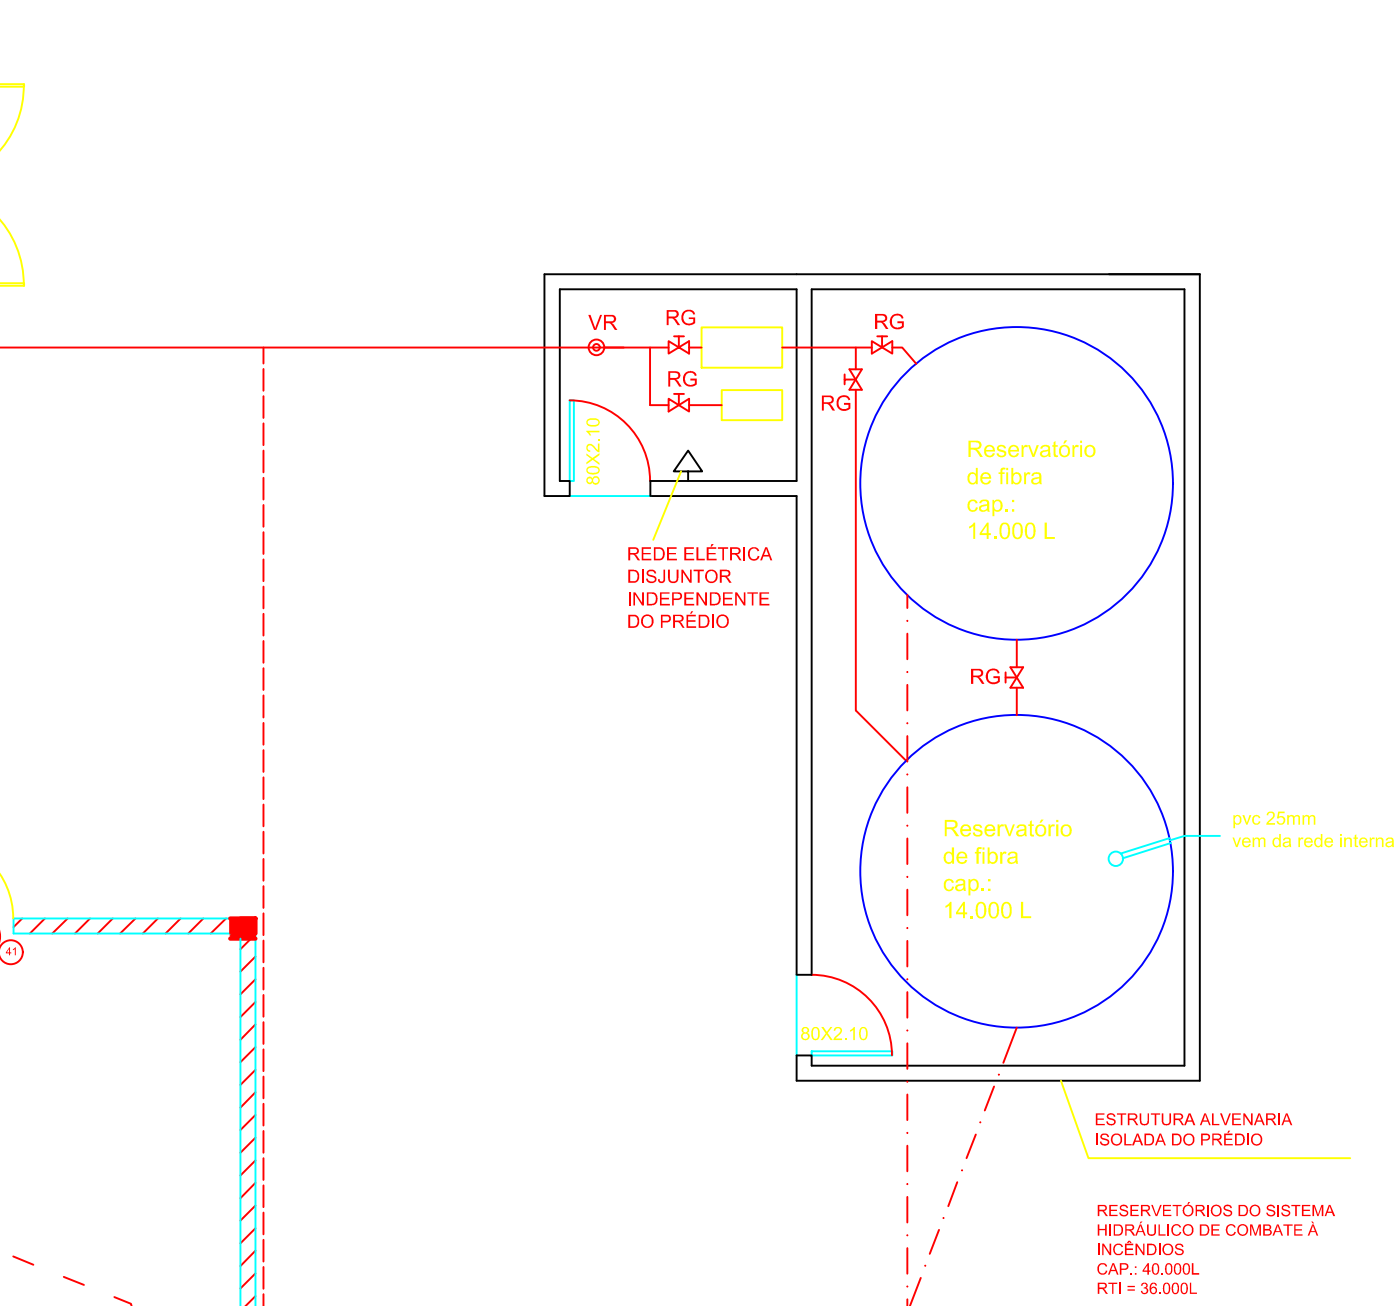 VR
RG
RG
RG
RG
80X2.10
Reservatório
de fibra
cap.:
14.000 L
REDE ELÉTRICA
DISJUNTOR
INDEPENDENTE
DO PRÉDIO
RG
Reservatório
de fibra
cap.:
14.000 L
pvc 25mm
vem da rede interna
41
80X2.10
ESTRUTURA ALVENARIA
ISOLADA DO PRÉDIO
RESERVETÓRIOS DO SISTEMA
HIDRÁULICO DE COMBATE À
INCÊNDIOS
CAP.: 40.000L
RTI = 36.000L